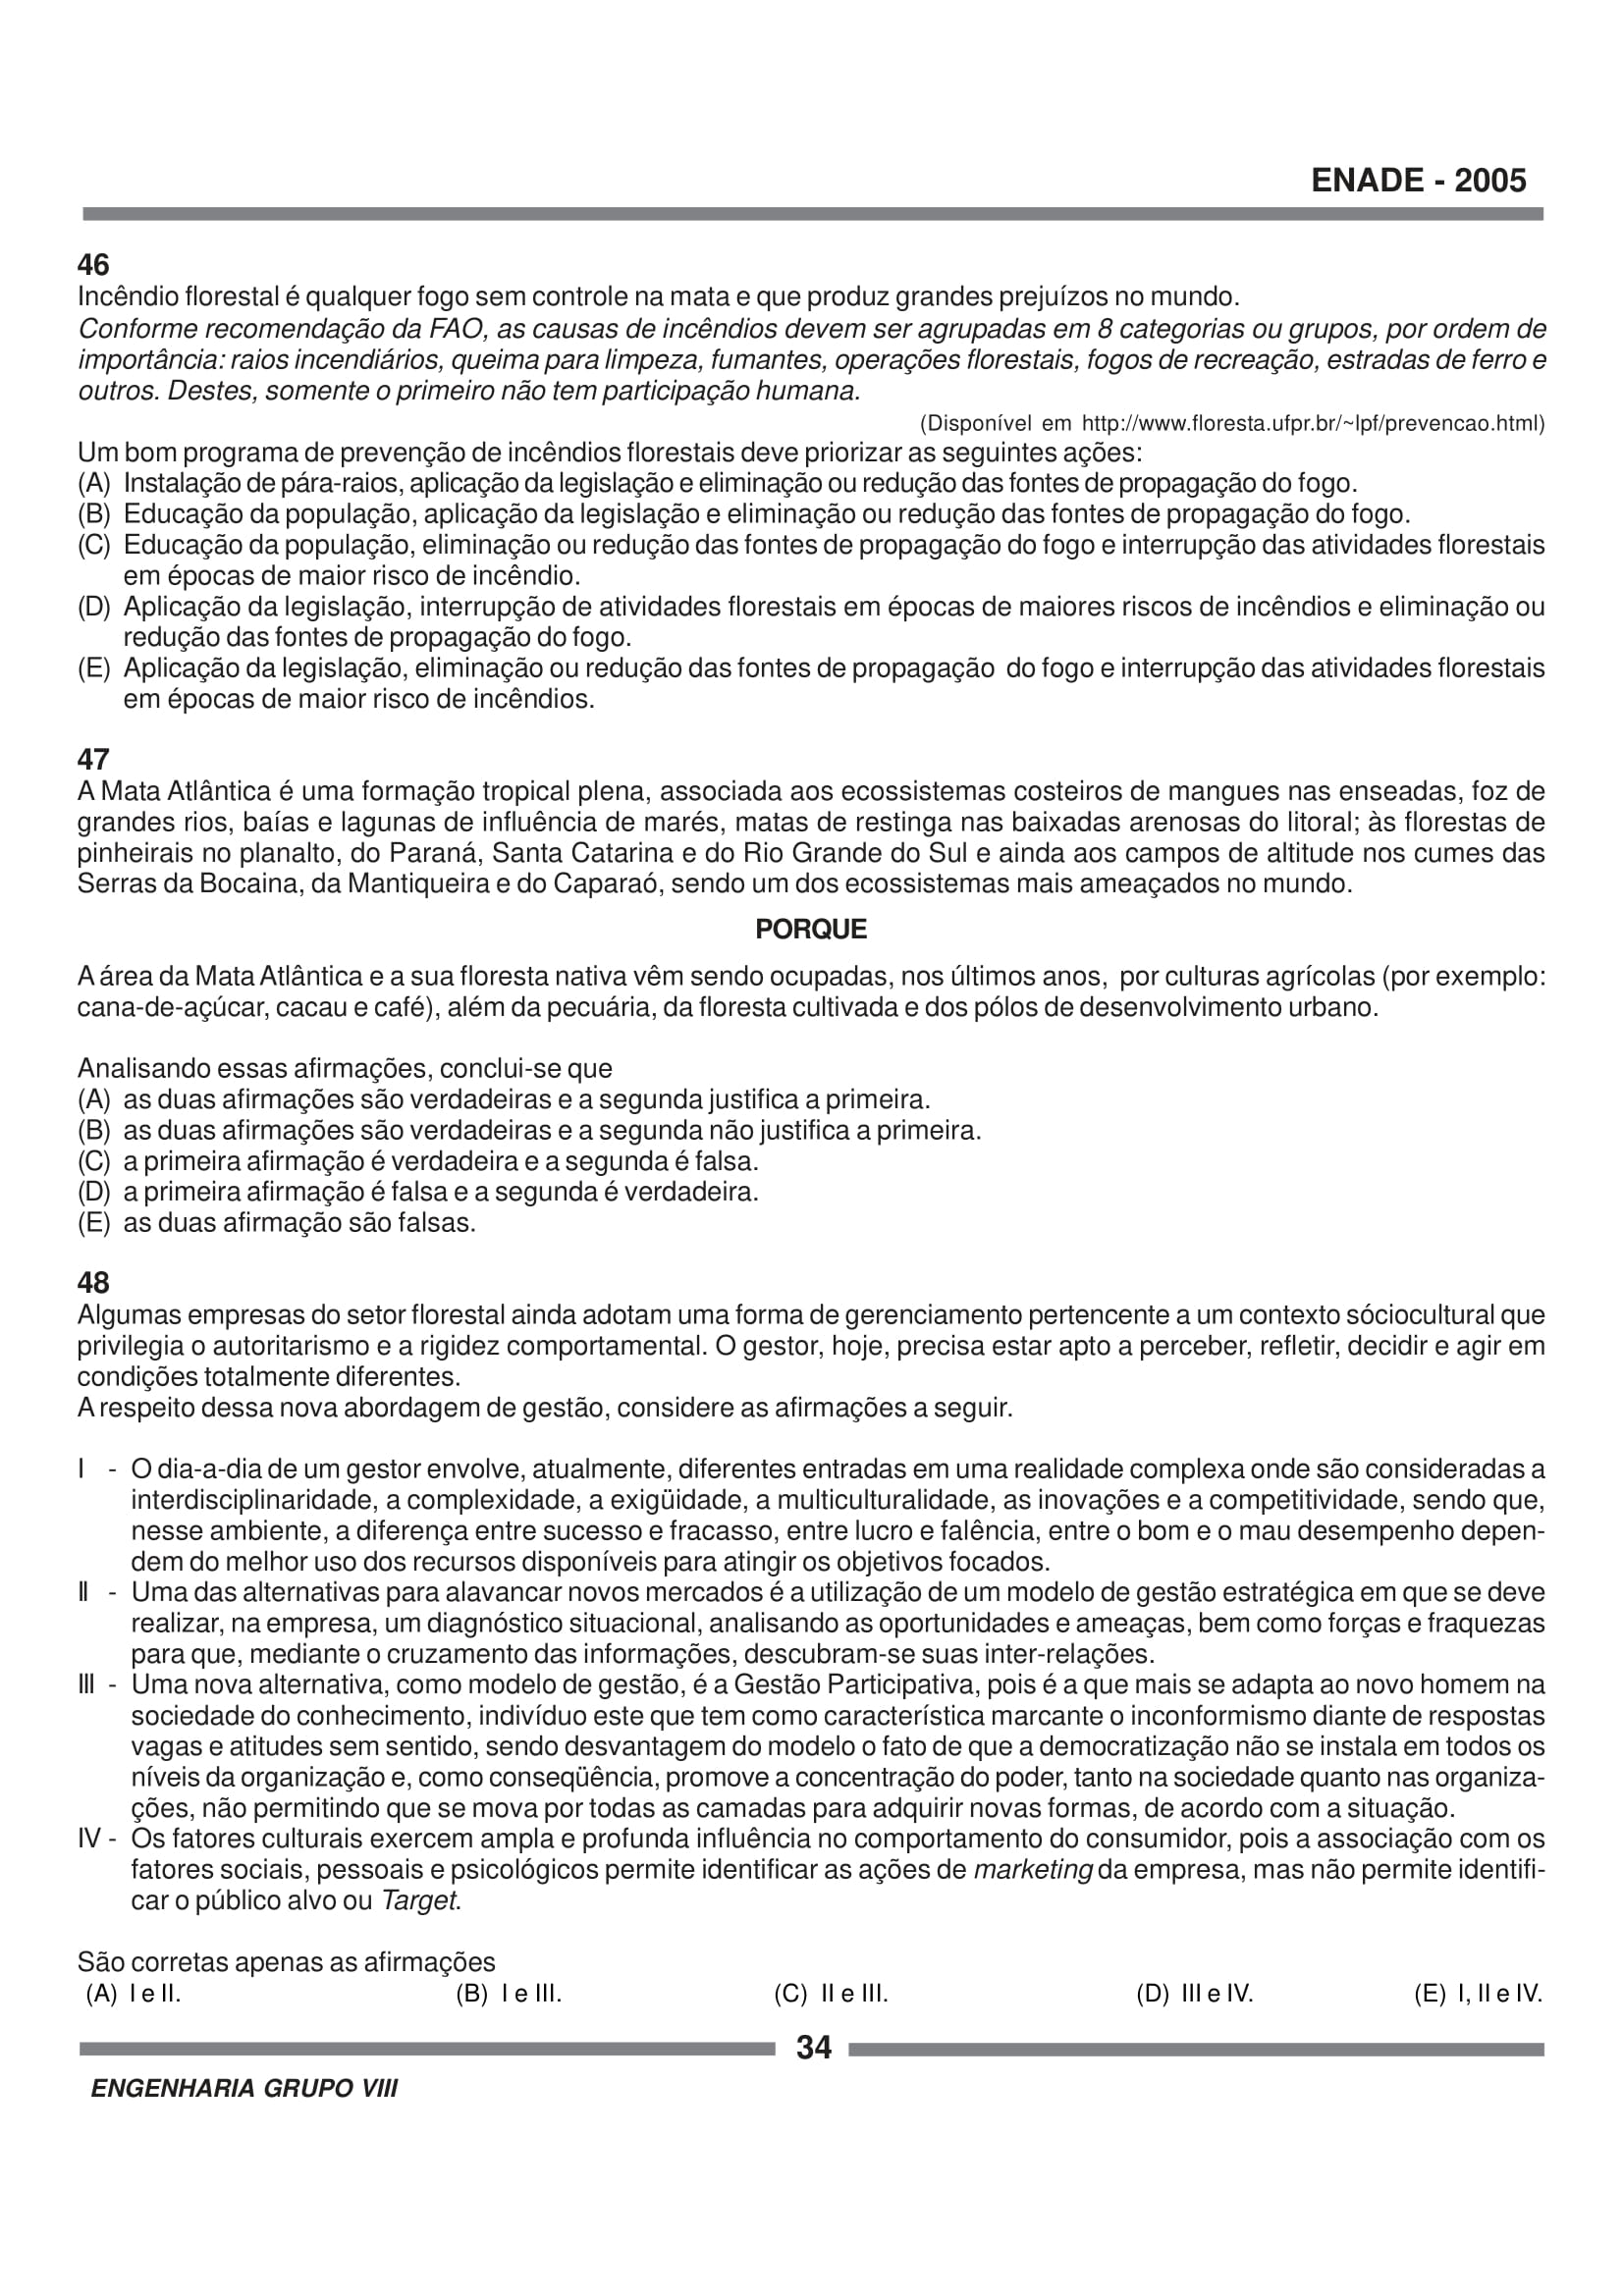 ENADE - 2005
46
Incêndio florestal é qualquer fogo sem controle na mata e que produz grandes prejuízos no mundo.
Conforme recomendação da FAO, as causas de incêndios devem ser agrupadas em 8 categorias ou grupos, por ordem de
importância: raios incendiários, queima para limpeza, fumantes, operações florestais, fogos de recreação, estradas de ferro e
outros. Destes, somente o primeiro não tem participação humana.
(Disponível em http://www.floresta.ufpr.br/~lpf/prevencao.html)
Um bom programa de prevenção de incêndios florestais deve priorizar as seguintes ações:
(A) Instalação de pára-raios, aplicação da legislação e eliminação ou redução das fontes de propagação do fogo.
(B) Educação da população, aplicação da legislação e eliminação ou redução das fontes de propagação do fogo.
(C) Educação da população, eliminação ou redução das fontes de propagação do fogo e interrupção das atividades florestais
em épocas de maior risco de incêndio.
(D) Aplicação da legislação, interrupção de atividades florestais em épocas de maiores riscos de incêndios e eliminação ou
redução das fontes de propagação do fogo.
(E) Aplicação da legislação, eliminação ou redução das fontes de propagação do fogo e interrupção das atividades florestais
em épocas de maior risco de incêndios.
47
A Mata Atlântica é uma formação tropical plena, associada aos ecossistemas costeiros de mangues nas enseadas, foz de
grandes rios, baías e lagunas de influência de marés, matas de restinga nas baixadas arenosas do litoral; às florestas de
pinheirais no planalto, do Paraná, Santa Catarina e do Rio Grande do Sul e ainda aos campos de altitude nos cumes das
Serras da Bocaina, da Mantiqueira e do Caparaó, sendo um dos ecossistemas mais ameaçados no mundo.
PORQUE
A área da Mata Atlântica e a sua floresta nativa vêm sendo ocupadas, nos últimos anos, por culturas agrícolas (por exemplo:
cana-de-açúcar, cacau e café), além da pecuária, da floresta cultivada e dos pólos de desenvolvimento urbano.
Analisando essas afirmações, conclui-se que
(A) as duas afirmações são verdadeiras e a segunda justifica a primeira.
(B) as duas afirmações são verdadeiras e a segunda não justifica a primeira.
(C) a primeira afirmação é verdadeira e a segunda é falsa.
(D) a primeira afirmação é falsa e a segunda é verdadeira.
(E) as duas afirmação são falsas.
48
Algumas empresas do setor florestal ainda adotam uma forma de gerenciamento pertencente a um contexto sóciocultural que
privilegia o autoritarismo e a rigidez comportamental. O gestor, hoje, precisa estar apto a perceber, refletir, decidir e agir em
condições totalmente diferentes.
A respeito dessa nova abordagem de gestão, considere as afirmações a seguir.
I - O dia-a-dia de um gestor envolve, atualmente, diferentes entradas em uma realidade complexa onde são consideradas a
interdisciplinaridade, a complexidade, a exigüidade, a multiculturalidade, as inovações e a competitividade, sendo que,
nesse ambiente, a diferença entre sucesso e fracasso, entre lucro e falência, entre o bom e o mau desempenho depen-
dem do melhor uso dos recursos disponíveis para atingir os objetivos focados.
II - Uma das alternativas para alavancar novos mercados é a utilização de um modelo de gestão estratégica em que se deve
realizar, na empresa, um diagnóstico situacional, analisando as oportunidades e ameaças, bem como forças e fraquezas
para que, mediante o cruzamento das informações, descubram-se suas inter-relações.
III - Uma nova alternativa, como modelo de gestão, é a Gestão Participativa, pois é a que mais se adapta ao novo homem na
sociedade do conhecimento, indivíduo este que tem como característica marcante o inconformismo diante de respostas
vagas e atitudes sem sentido, sendo desvantagem do modelo o fato de que a democratização não se instala em todos os
níveis da organização e, como conseqüência, promove a concentração do poder, tanto na sociedade quanto nas organiza-
ções, não permitindo que se mova por todas as camadas para adquirir novas formas, de acordo com a situação.
IV - Os fatores culturais exercem ampla e profunda influência no comportamento do consumidor, pois a associação com os
fatores sociais, pessoais e psicológicos permite identificar as ações de marketing da empresa, mas não permite identifi-
car o público alvo ou Target.
São corretas apenas as afirmações
(A) I e II. (B) I e III. (C) II e III. (D) III e IV. (E) I, II e IV.
34
ENGENHARIA GRUPO VIII